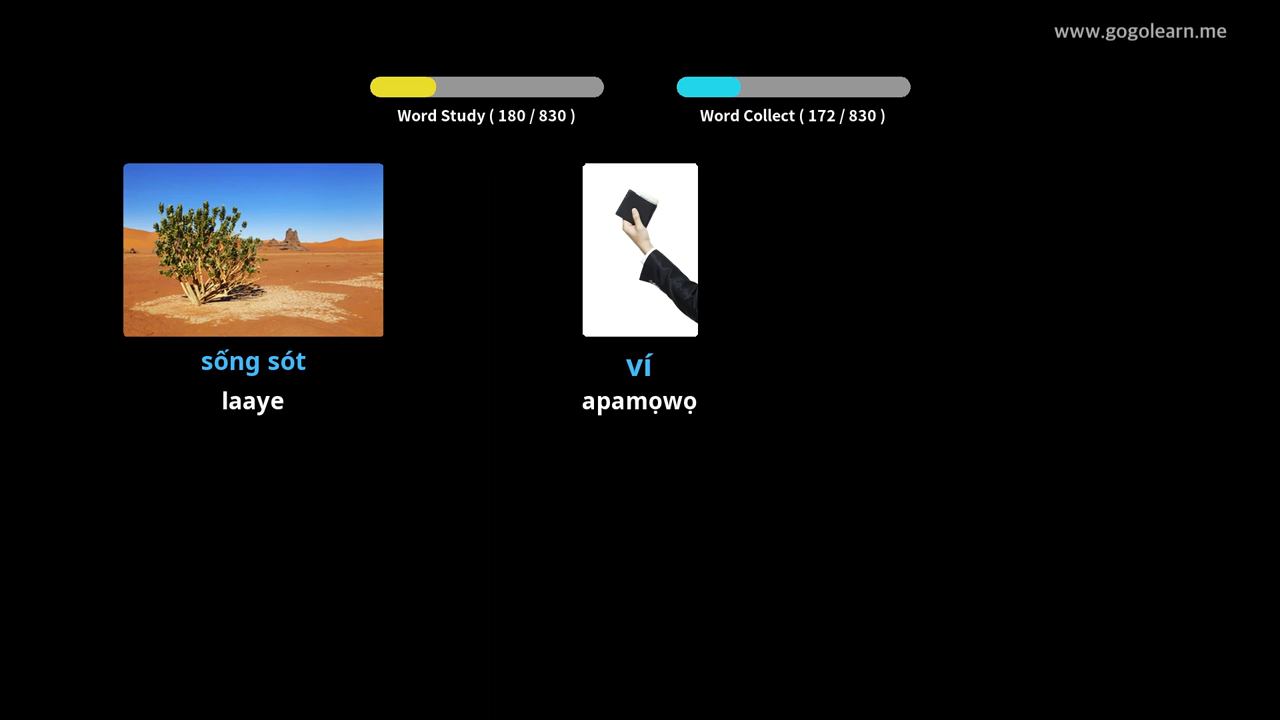 www.gogolearn.me
Word Study ( 180 / 830 )
Word Collect ( 172 / 830 )
sống sót
laaye
ví
apamọwọ